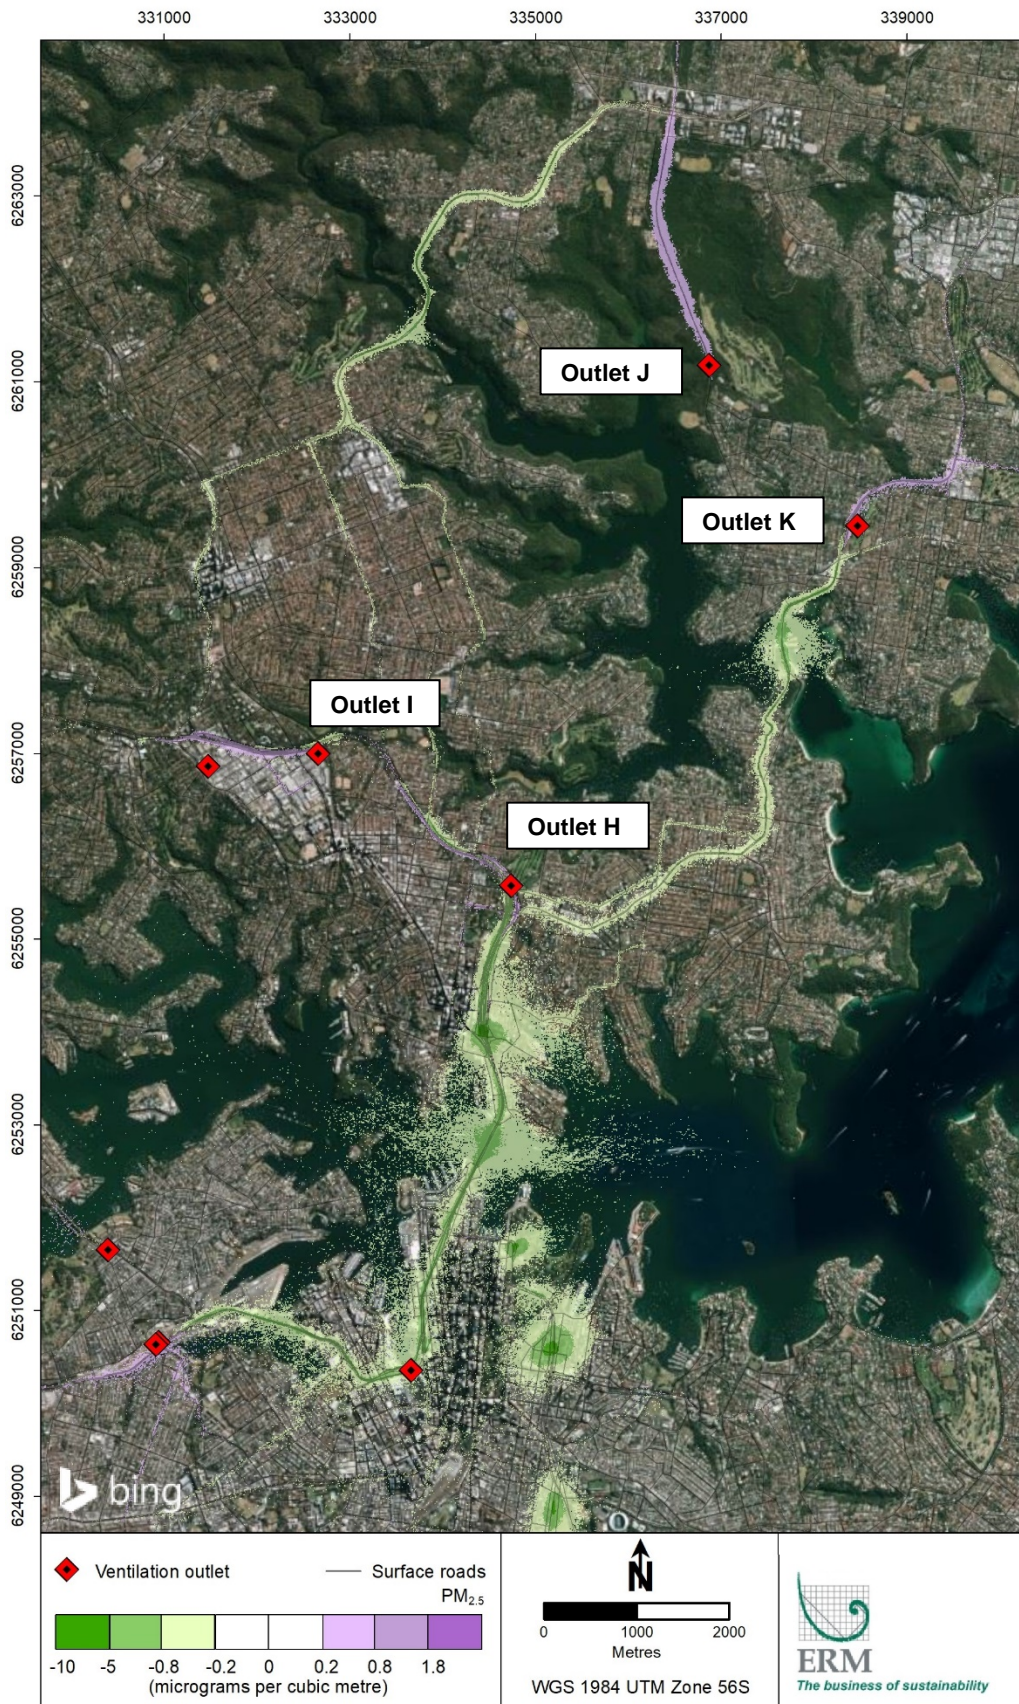 331000 333000 335000 337000 339000
6263000
6261000
Outlet J
Outlet K
6259000
Outlet I
6257000
Outlet H
6255000
6253000
6251000
6249000
bing
Ventilation outlet
Surface roads
PM2.5
-10 -5 -0.8 -0.2 0 0.2 0.8 1.8
(micrograms per cubic metre)
N
0 1000 2000
Metres
WGS 1984 UTM Zone 56S
ERM
The business of sustainability